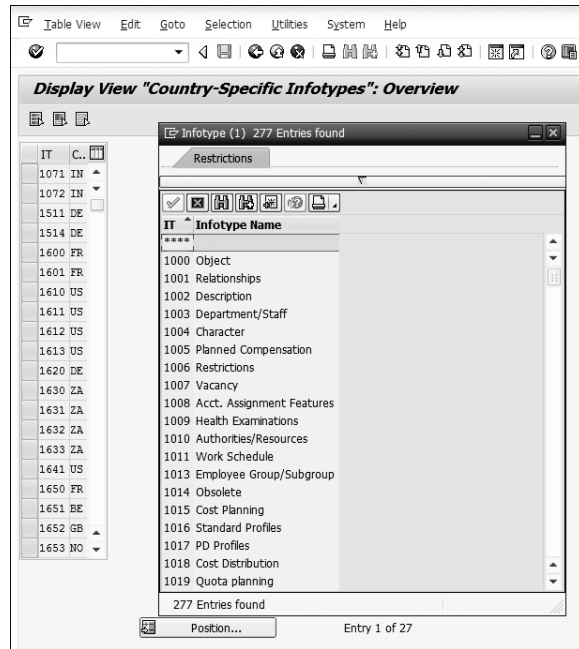 Table View Edit Goto Selection Utilities System Help
Display View "Country-Specific Infotypes": Overview
IT C..
1071 IN
1072 IN
1511 DE
1514 DE
1600 FR
1601 FR
1610 US
1611 US
1612 US
1613 US
1620 DE
1630 ZA
1631 ZA
1632 ZA
1633 ZA
1641 US
1650 FR
1651 BE
1652 GB
1653 NO
Infotype (1) 277 Entries found
Restrictions
IT Infotype Name
****
1000 Object
1001 Relationships
1002 Description
1003 Department/Staff
1004 Character
1005 Planned Compensation
1006 Restrictions
1007 Vacancy
1008 Acct. Assignment Features
1009 Health Examinations
1010 Authorities/Resources
1011 Work Schedule
1013 Employee Group/Subgroup
1014 Obsolete
1015 Cost Planning
1016 Standard Profiles
1017 PD Profiles
1018 Cost Distribution
1019 Quota planning
277 Entries found
Position... Entry 1 of 27